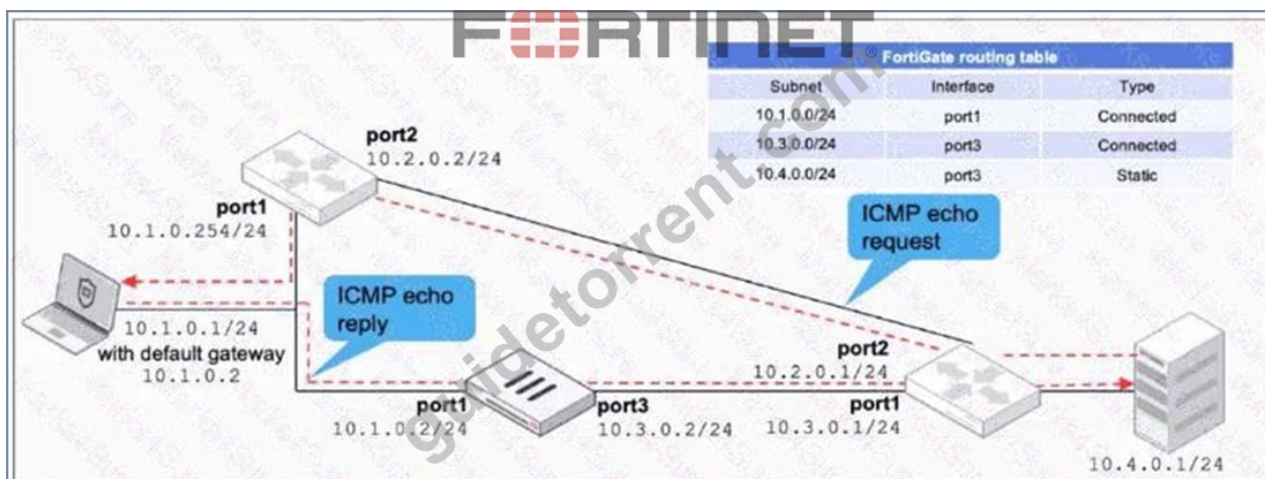 FORTINET
FortiGate routing table
Subnet Interface Type
10.1.0.0/24 port1 Connected
10.3.0.0/24 port3 Connected
10.4.0.0/24 port3 Static
port2
10.2.0.2/24
port1
10.1.0.254/24
ICMP echo
request
ICMP echo
reply
10.1.0.1/24
with default gateway
10.1.0.2
port1
10.1.0.2/24
port3
10.3.0.2/24
port2
10.2.0.1/24
port1
10.3.0.1/24
10.4.0.1/24
guidetorrent.com